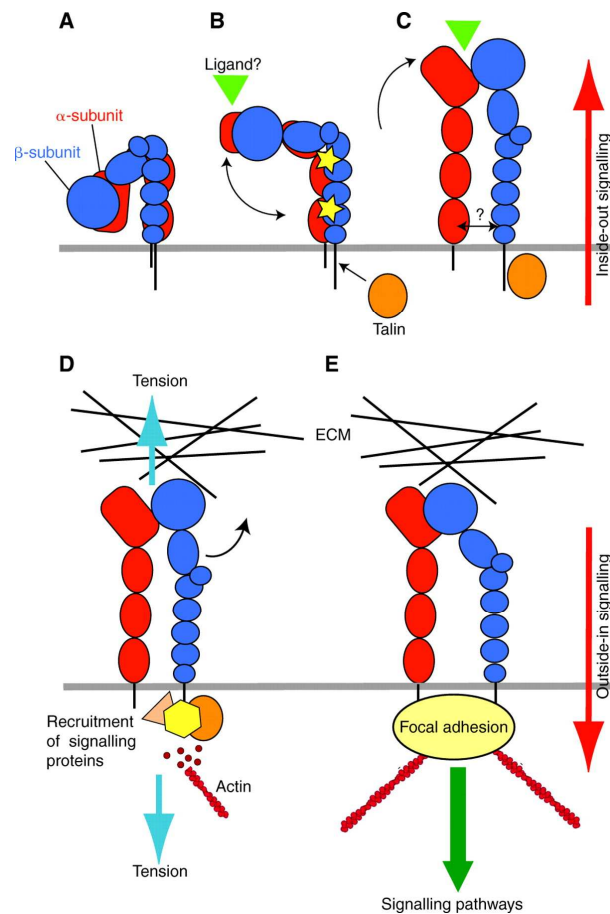 A
B
C
Ligand?
α-subunit
β-subunit
?
Talin
Inside-out signalling
D
E
Tension
ECM
Recruitment
of signalling
proteins
Actin
Tension
Focal adhesion
Outside-in signalling
Signalling pathways